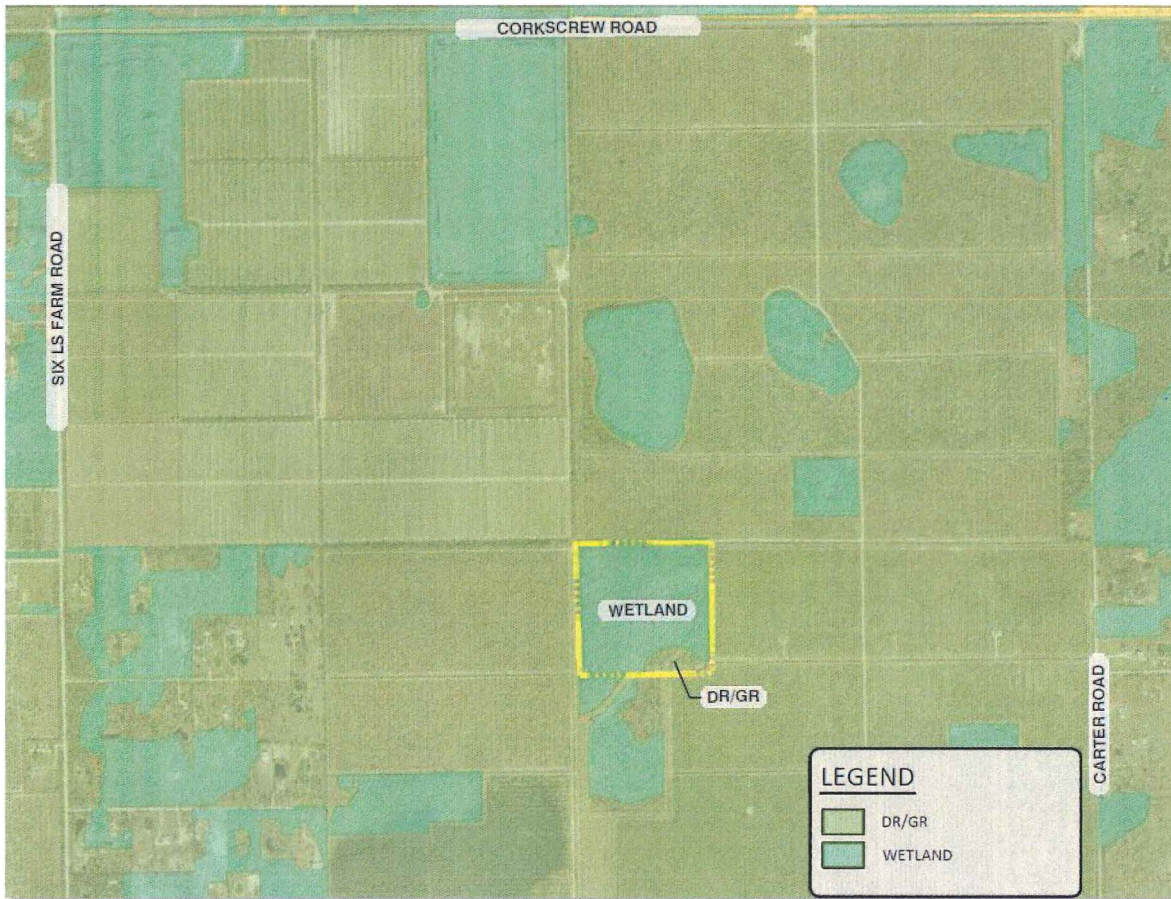 CORKSCREW ROAD
SIX LS FARM ROAD
WETLAND
DR/GR
CARTER ROAD
LEGEND
DR/GR
WETLAND